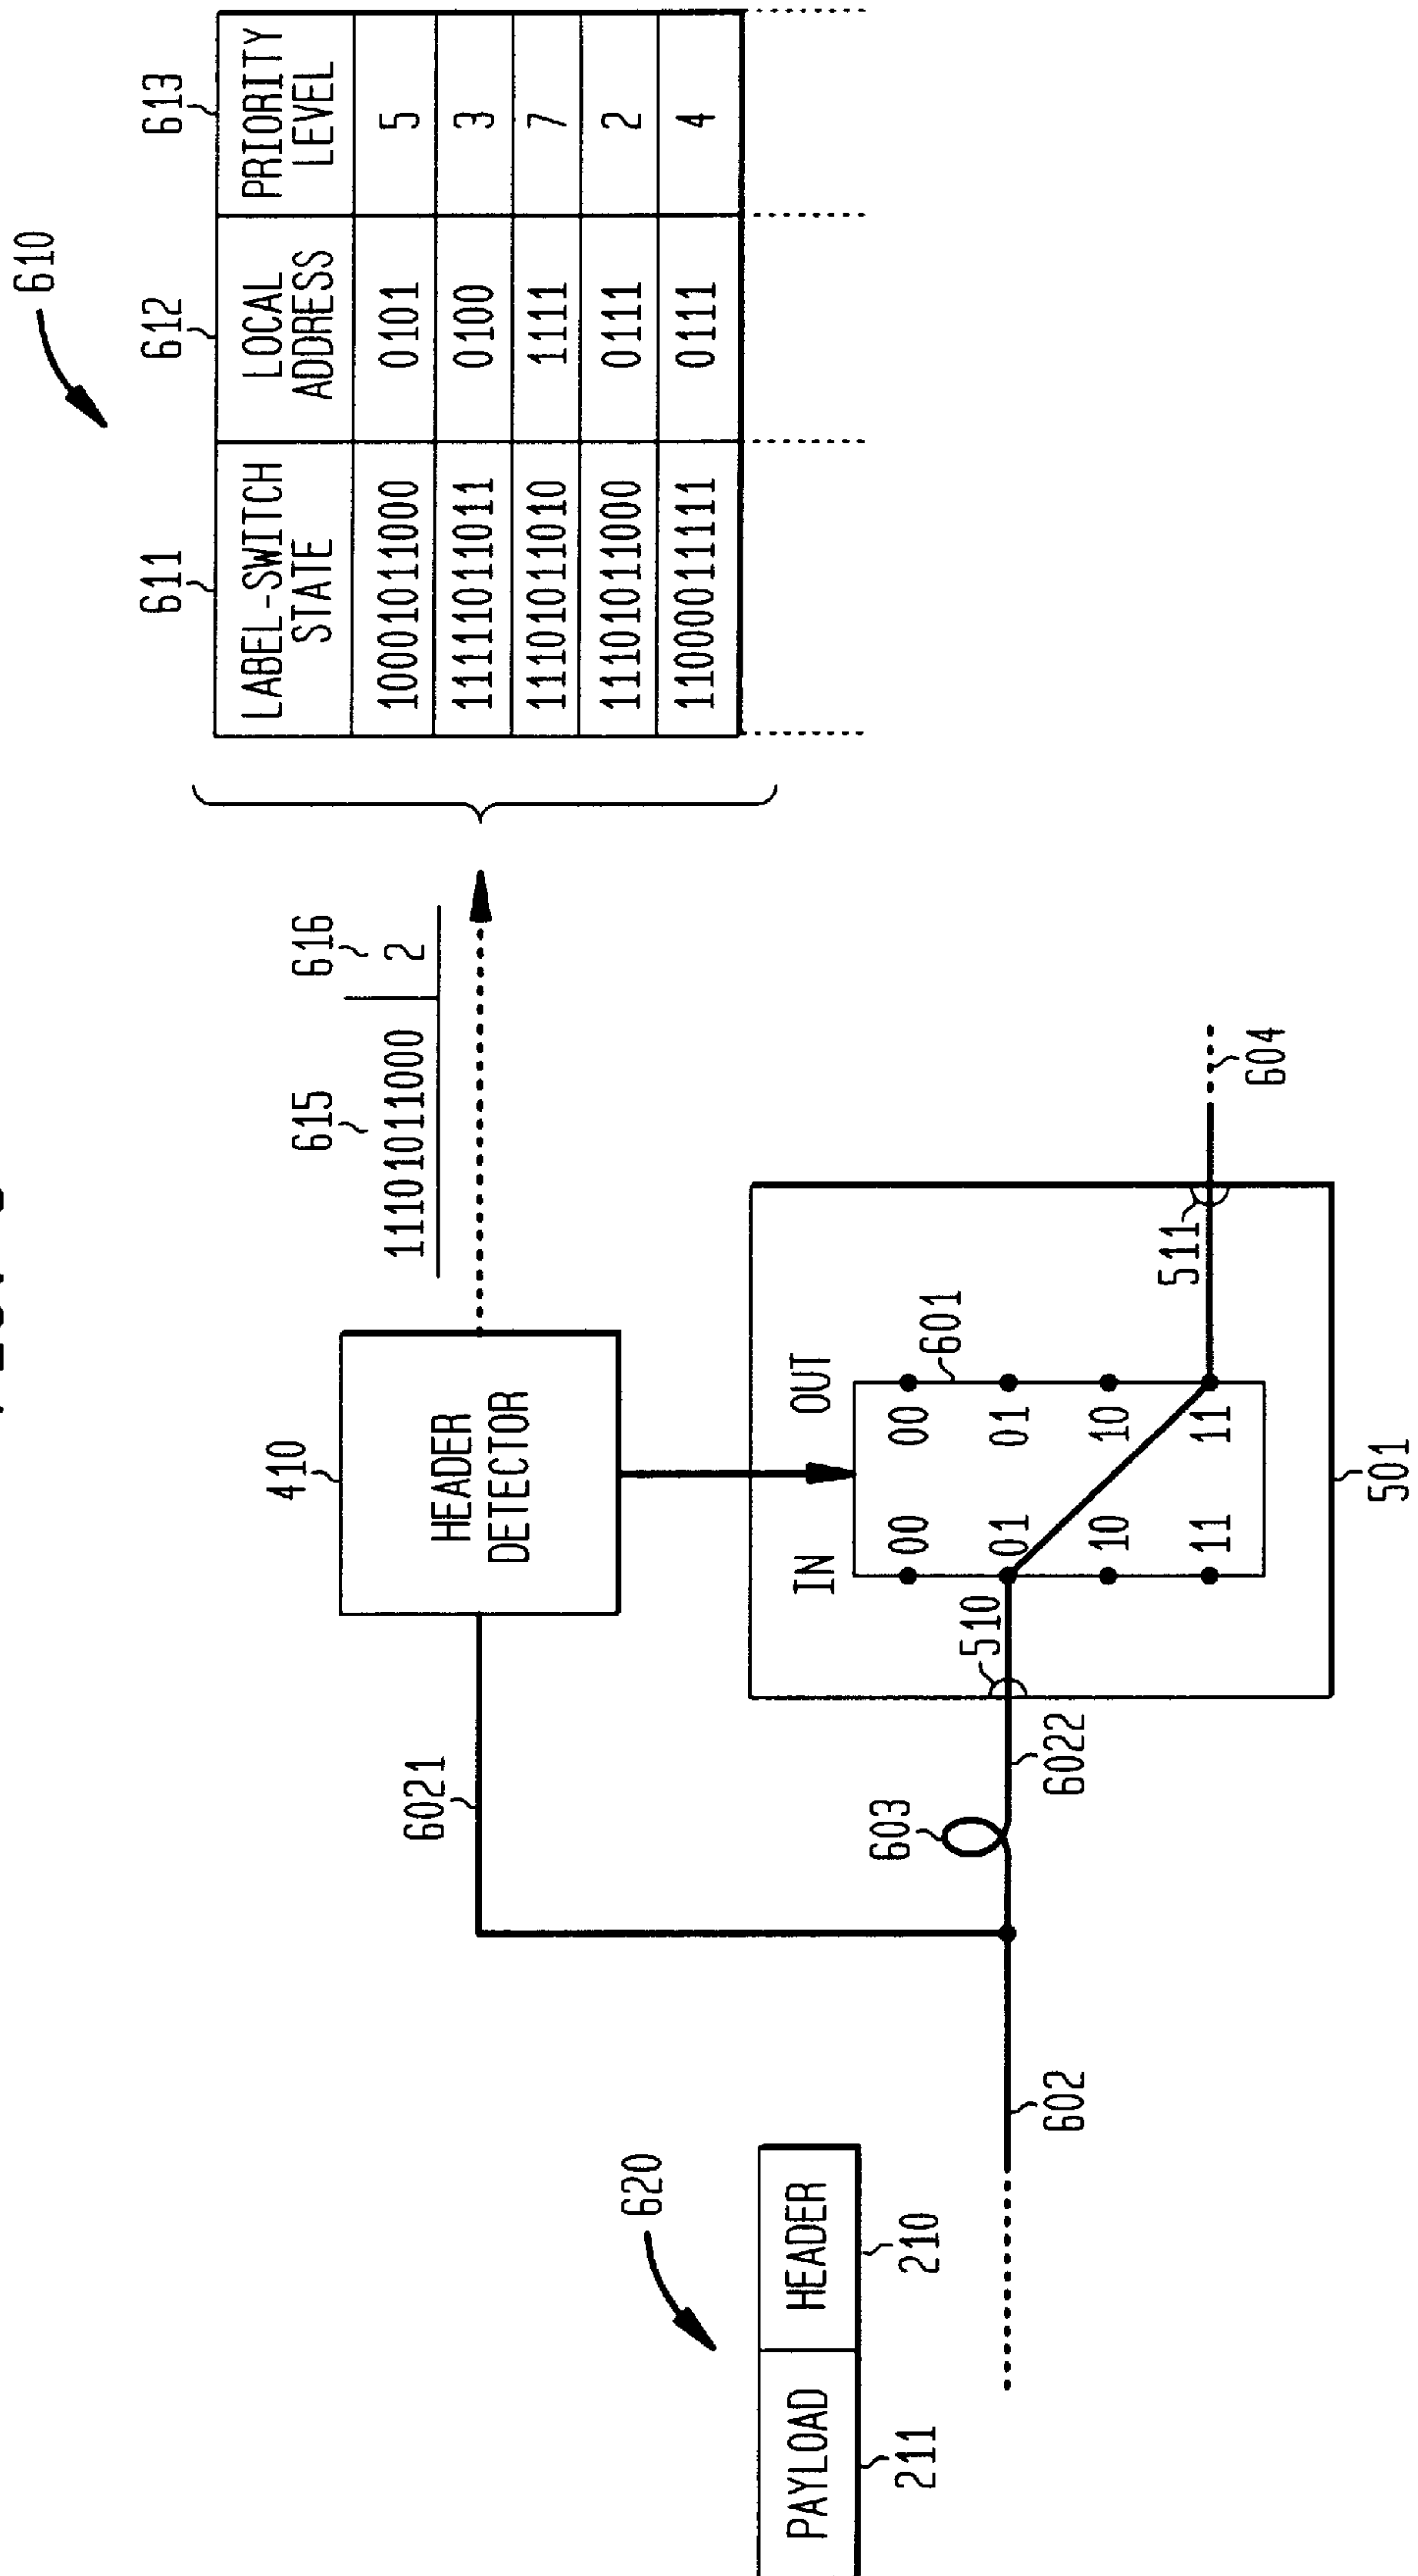 610
611
612
613
LABEL-SWITCH STATE
LOCAL ADDRESS
PRIORITY LEVEL
10001011000 0101 5
11111011011 0100 3
11101011010 1111 7
11101011000 0111 2
11000011111 0111 4
615
616
11101011000 2
410
HEADER DETECTOR
6021
620
PAYLOAD
HEADER
211
210
602
603
6022
510
IN
OUT
00 00
01 01
10 10
11 11
601
511
604
501